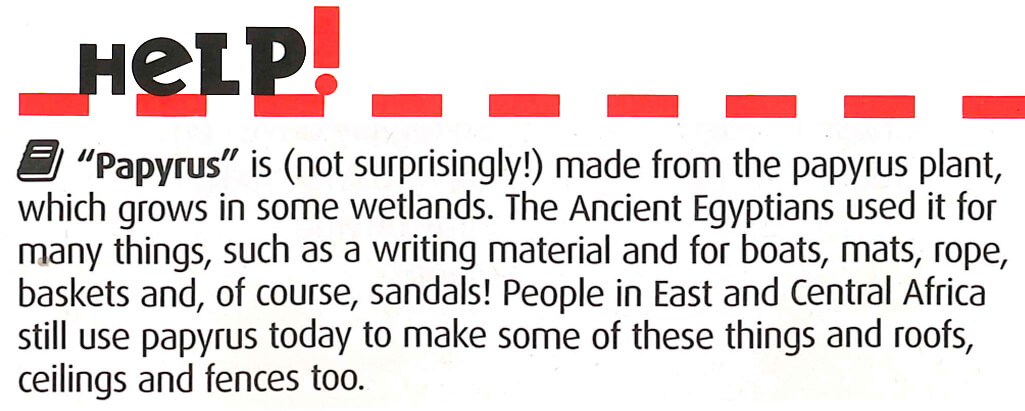 HeLP!
"Papyrus" is (not surprisingly!) made from the papyrus plant,
which grows in some wetlands. The Ancient Egyptians used it for
many things, such as a writing material and for boats, mats, rope,
baskets and, of course, sandals! People in East and Central Africa
still use papyrus today to make some of these things and roofs,
ceilings and fences too.